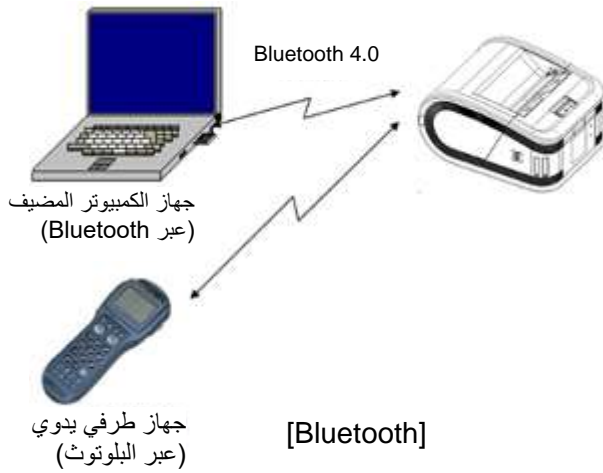 Bluetooth 4.0
جهاز الكمبيوتر المضيف
(عبر Bluetooth)
جهاز طرفي يدوي
(عبر البلوتوث)
[Bluetooth]